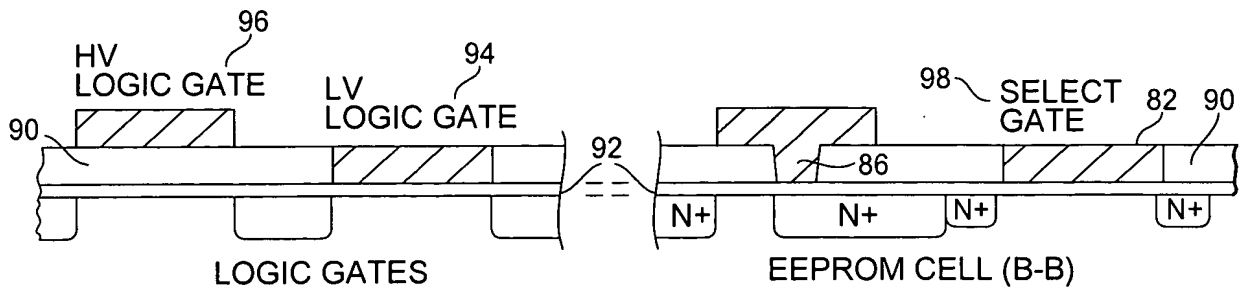 HV
LOGIC GATE
96
LV
LOGIC GATE
94
98
SELECT
GATE
82
90
90
92
86
N+
N+
N+
N+
LOGIC GATES
EEPROM CELL (B-B)